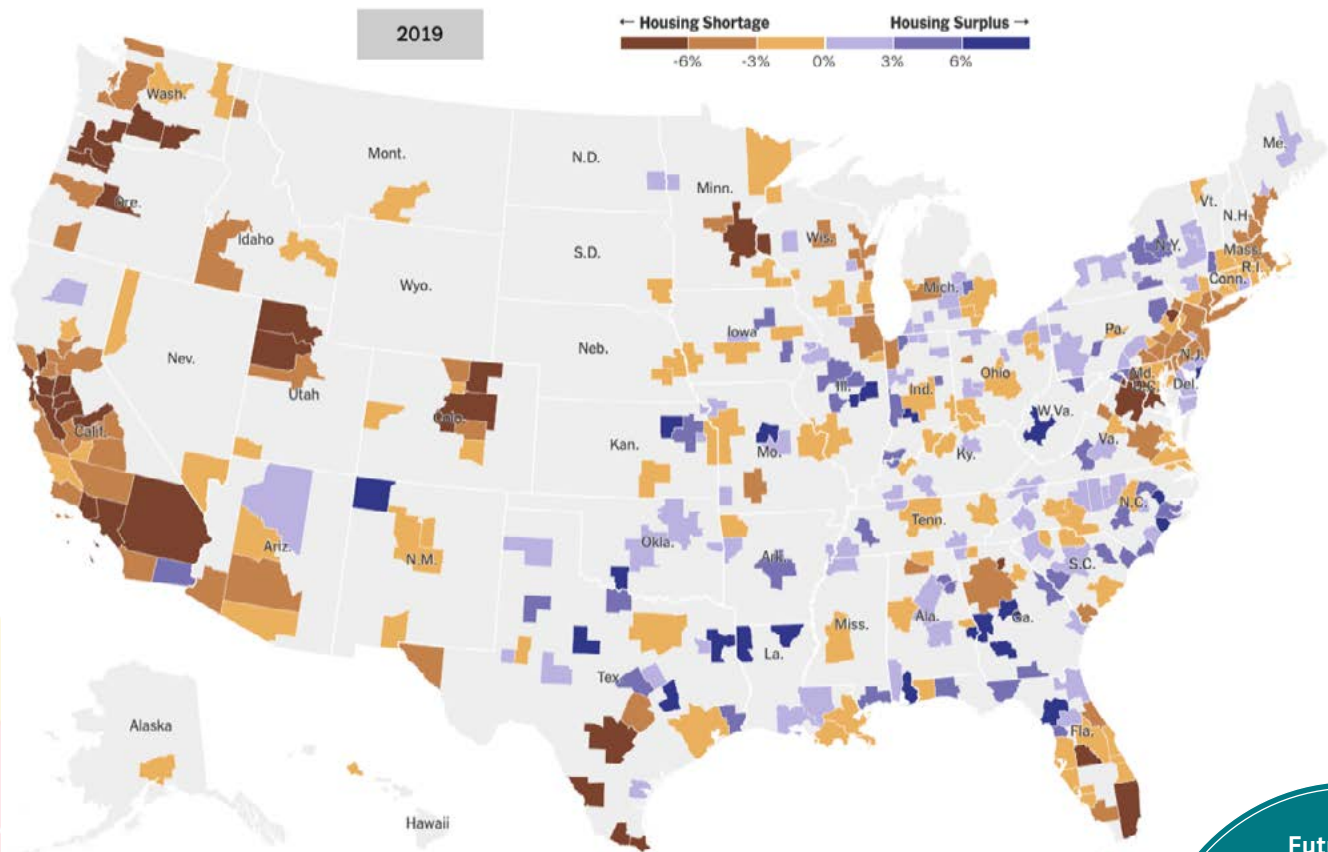 2019
← Housing Shortage
Housing Surplus →
-6%
-3%
0%
3%
6%
Wash.
Mont.
N.D.
Minn.
Me.
Ore.
Idaho
S.D.
Wis.
Vt.
N.H.
N.Y.
Mass.
R.I.
Conn.
Wyo.
Mich.
Iowa
Pa.
Nev.
Utah
Neb.
Ill.
Ind.
Ohio
N.J.
Md.
D.C.
Del.
Calif.
Colo.
Kan.
Mo.
W.Va.
Va.
Ky.
Ariz.
N.M.
Okla.
Ark.
Tenn.
N.C.
S.C.
Tex.
La.
Miss.
Ala.
Ga.
Fla.
Alaska
Hawaii